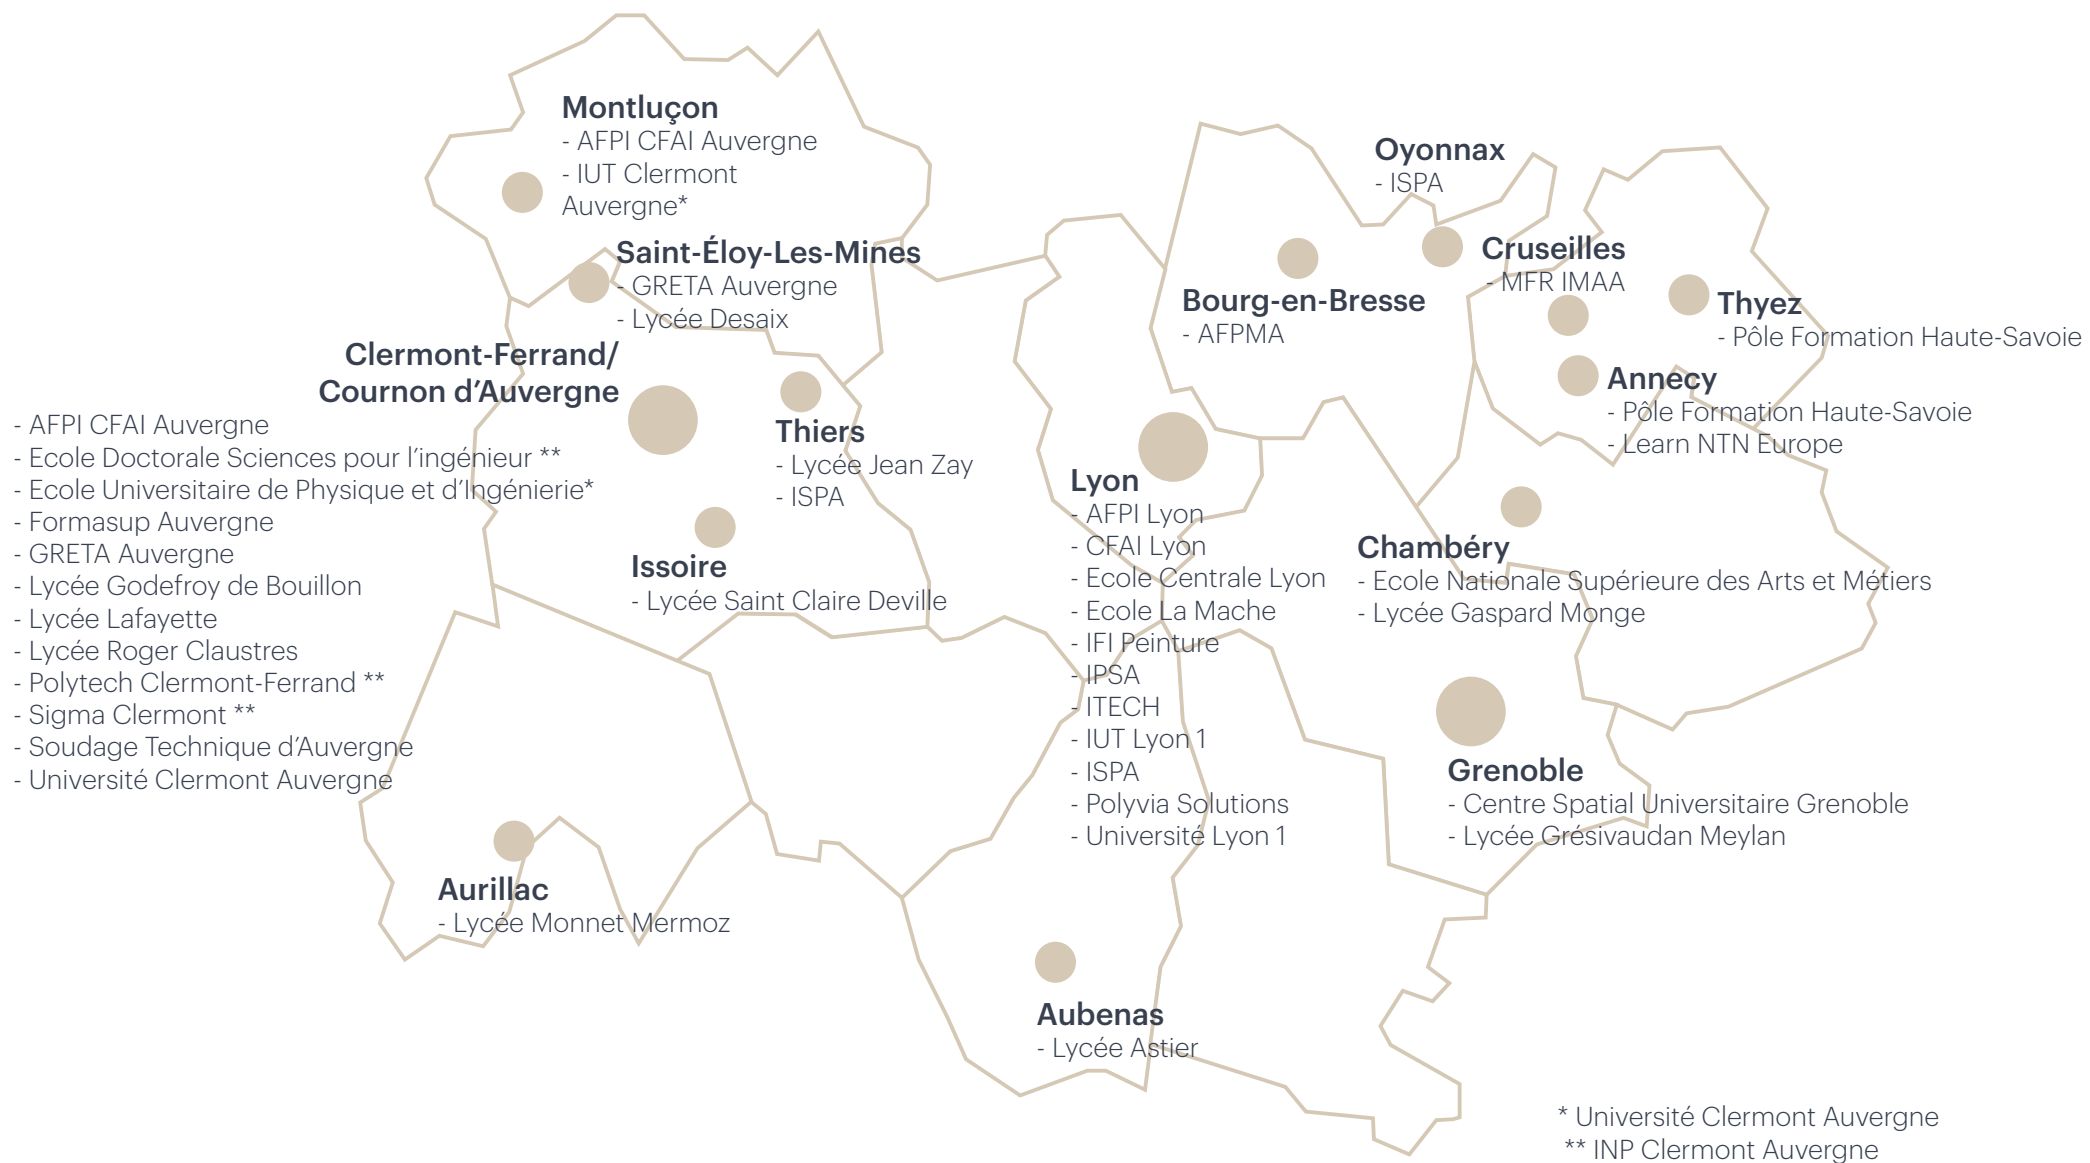 Montluçon
- AFPI CFAI Auvergne
- IUT Clermont
Auvergne*
Saint-Éloy-Les-Mines
- GRETA Auvergne
- Lycée Desaix
Clermont-Ferrand/
Cournon d'Auvergne
- AFPI CFAI Auvergne
- Ecole Doctorale Sciences pour l'ingénieur **
- Ecole Universitaire de Physique et d'Ingénierie*
- Formasup Auvergne
- GRETA Auvergne
- Lycée Godefroy de Bouillon
- Lycée Lafayette
- Lycée Roger Claustres
- Polytech Clermont-Ferrand **
- Sigma Clermont **
- Soudage Technique d'Auvergne
- Université Clermont Auvergne
Thiers
- Lycée Jean Zay
- ISPA
Issoire
- Lycée Saint Claire Deville
Aurillac
- Lycée Monnet Mermoz
Lyon
- AFPI Lyon
- CFAI Lyon
- Ecole Centrale Lyon
- Ecole La Mache
- IFI Peinture
- IPSA
- ITECH
- IUT Lyon 1
- ISPA
- Polyvia Solutions
- Université Lyon 1
Aubenas
- Lycée Astier
Oyonnax
- ISPA
Bourg-en-Bresse
- AFPMA
Cruseilles
- MFR IMAA
Thyez
- Pôle Formation Haute-Savoie
Annecy
- Pôle Formation Haute-Savoie
- Learn NTN Europe
Chambéry
- Ecole Nationale Supérieure des Arts et Métiers
- Lycée Gaspard Monge
Grenoble
- Centre Spatial Universitaire Grenoble
- Lycée Grésivaudan Meylan
* Université Clermont Auvergne
** INP Clermont Auvergne